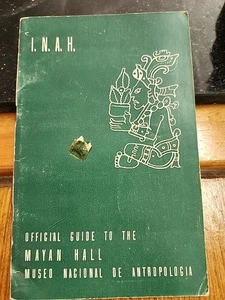 I. N. A. H.
OFFICIAL GUIDE TO THE
MAYAN HALL
MUSEO NACIONAL DE ANTROPOLOGIA